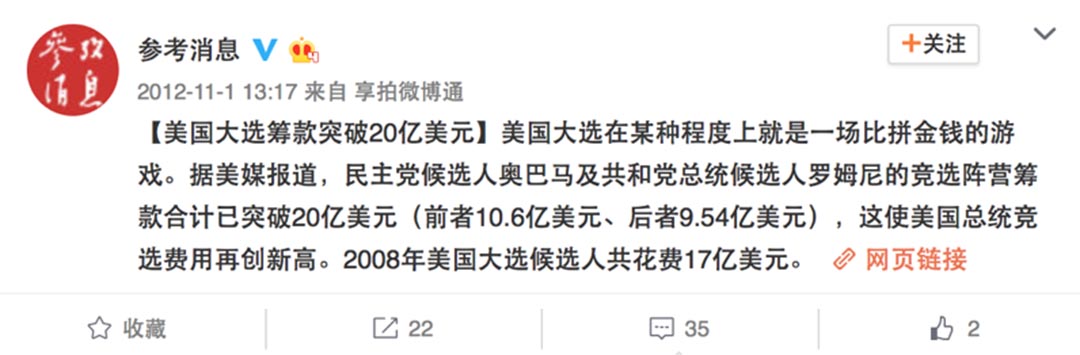 参考消息
参考消息
4
+关注
2012-11-1 13:17 来自 享拍微博通
【美国大选筹款突破20亿美元】美国大选在某种程度上就是一场比拼金钱的游
戏。据美媒报道，民主党候选人奥巴马及共和党总统候选人罗姆尼的竞选阵营筹
款合计已突破20亿美元（前者10.6亿美元、后者9.54亿美元），这使美国总统竞
选费用再创新高。2008年美国大选候选人共花费17亿美元。 网页链接
收藏
22
35
2